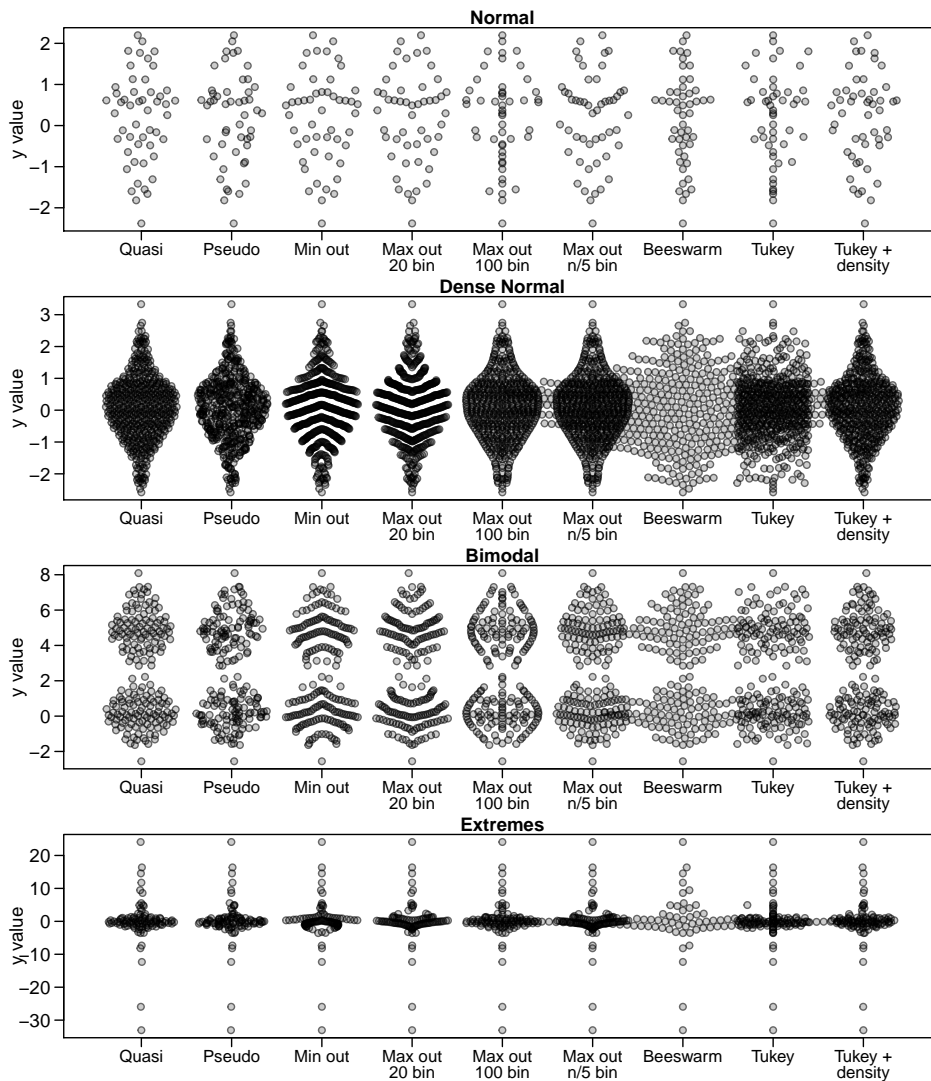 Normal
y value
2
1
0
−1
−2
Quasi Pseudo Min out Max out 20 bin Max out 100 bin Max out n/5 bin Beeswarm Tukey Tukey + density
Dense Normal
y value
3
2
1
0
−1
−2
Quasi Pseudo Min out Max out 20 bin Max out 100 bin Max out n/5 bin Beeswarm Tukey Tukey + density
Bimodal
y value
8
6
4
2
0
−2
Quasi Pseudo Min out Max out 20 bin Max out 100 bin Max out n/5 bin Beeswarm Tukey Tukey + density
Extremes
y value
20
10
0
−10
−20
−30
Quasi Pseudo Min out Max out 20 bin Max out 100 bin Max out n/5 bin Beeswarm Tukey Tukey + density